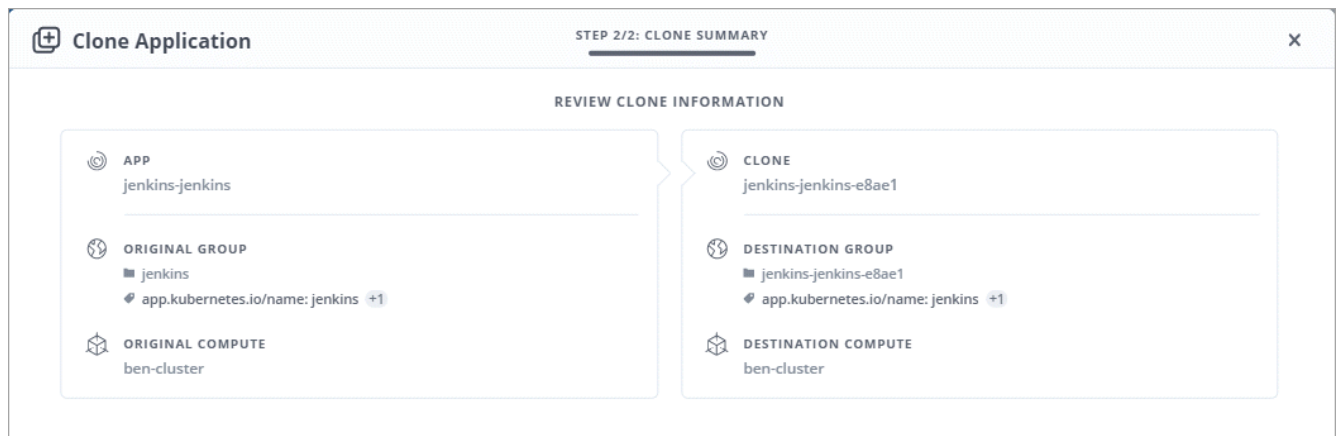 Clone Application
STEP 2/2: CLONE SUMMARY
REVIEW CLONE INFORMATION
APP
jenkins-jenkins
ORIGINAL GROUP
jenkins
app.kubernetes.io/name: jenkins +1
ORIGINAL COMPUTE
ben-cluster
CLONE
jenkins-jenkins-e8ae1
DESTINATION GROUP
jenkins-jenkins-e8ae1
app.kubernetes.io/name: jenkins +1
DESTINATION COMPUTE
ben-cluster